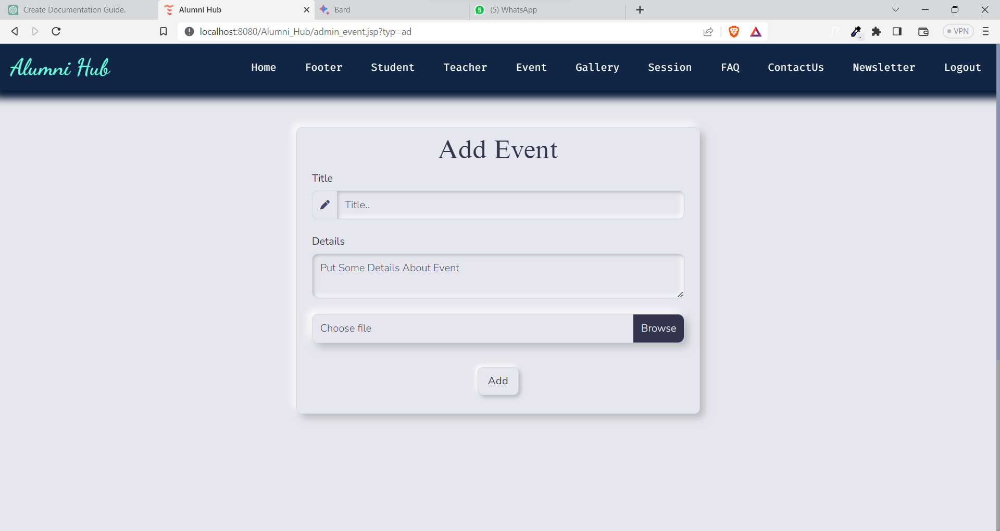 Create Documentation Guide.
Alumni Hub
Bard
5 (5) WhatsApp
localhost:8080/Alumni_Hub/admin_event.jsp?typ=ad
VPN
Alumni Hub
Home Footer Student Teacher Event Gallery Session FAQ ContactUs Newsletter Logout
Add Event
Title
Title..
Details
Put Some Details About Event
Choose file Browse
Add